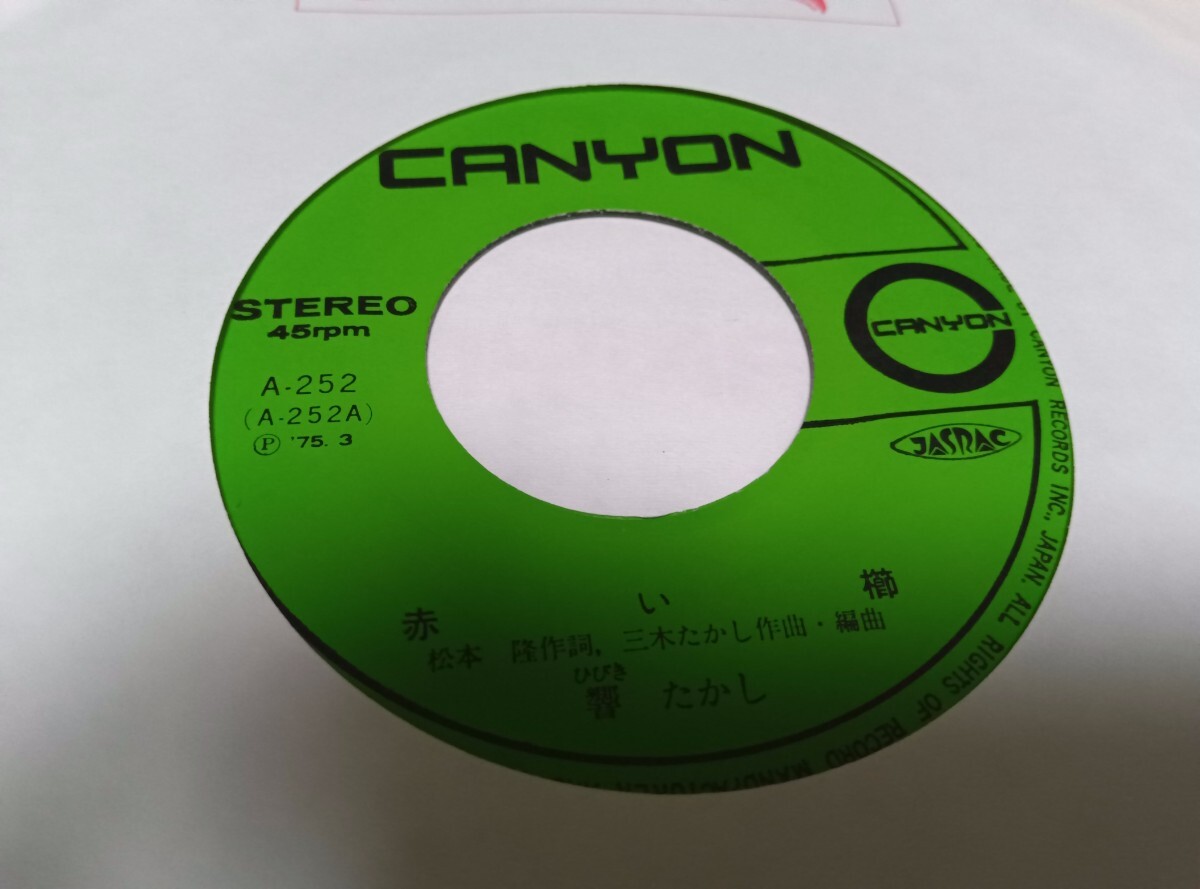 CANYON
STEREO
45rpm
A-252
(A-252A)
Ⓟ '75. 3
CANYON
JASRAC
赤い櫛
松本 隆作詞, 三木たかし作曲・編曲
ひびき
響 たかし
CANYON RECORDS INC., JAPAN. ALL RIGHTS OF RECORD